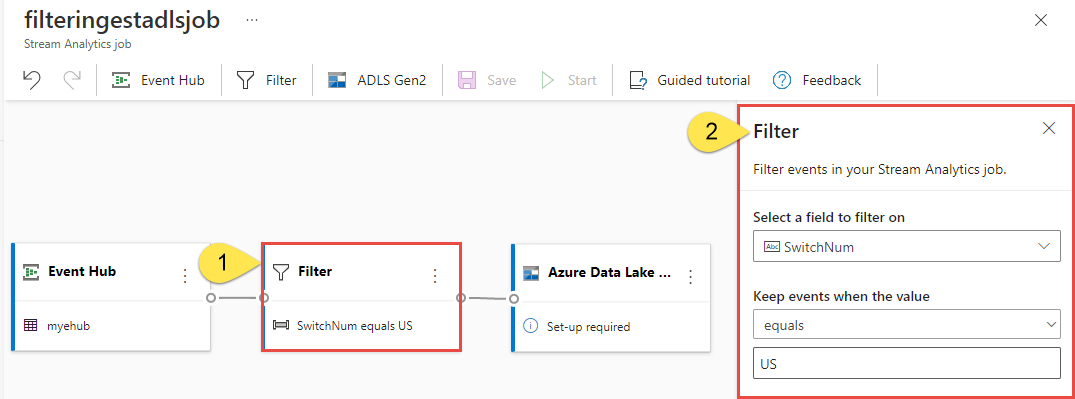 filteringestadlsjob ...
Stream Analytics job
Event Hub Filter ADLS Gen2 Save Start Guided tutorial Feedback
2
Filter
Filter events in your Stream Analytics job.
Select a field to filter on
Abc SwitchNum
Keep events when the value
equals
US
1
Event Hub
myehub
Filter
SwitchNum equals US
Azure Data Lake ...
Set-up required